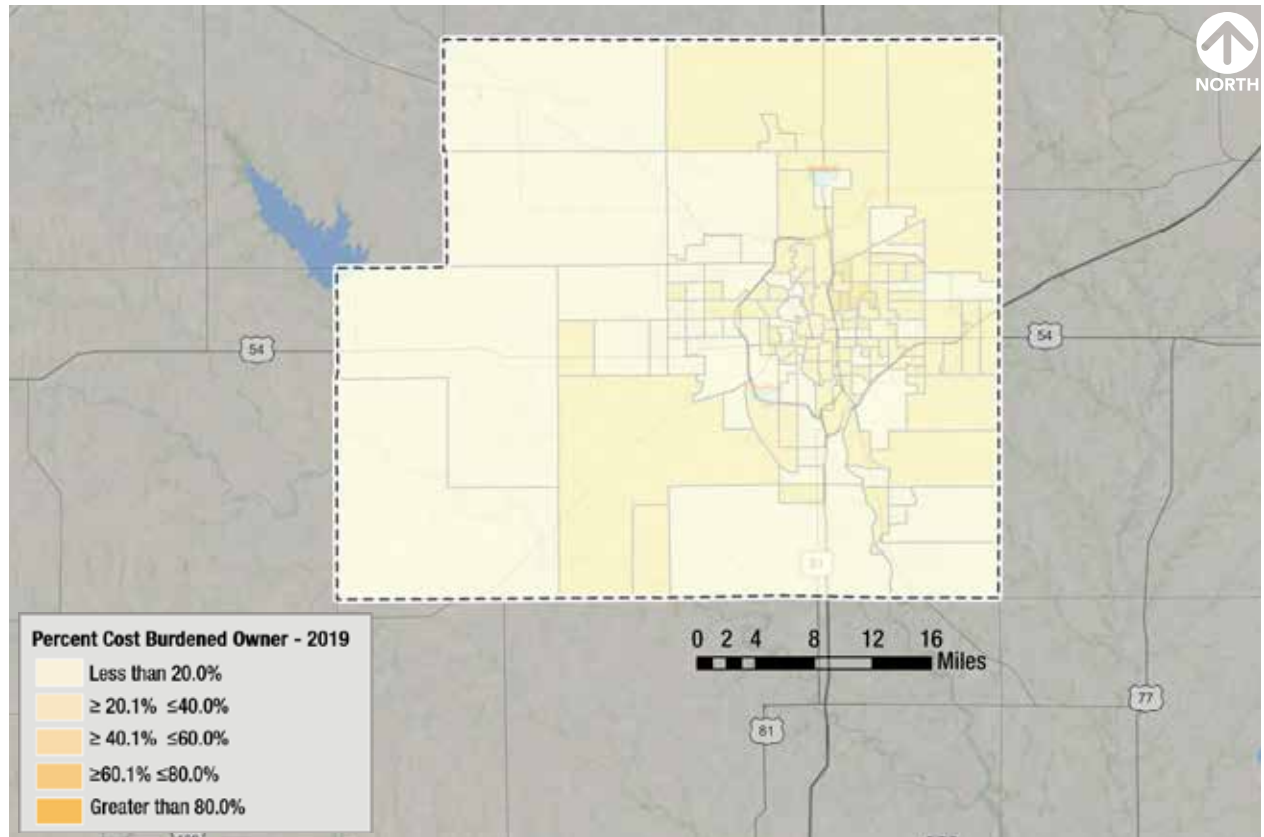 NORTH
54
54
81
0 2 4 8 12 16
Miles
77
81
Percent Cost Burdened Owner - 2019
Less than 20.0%
≥ 20.1% ≤40.0%
≥ 40.1% ≤60.0%
≥60.1% ≤80.0%
Greater than 80.0%